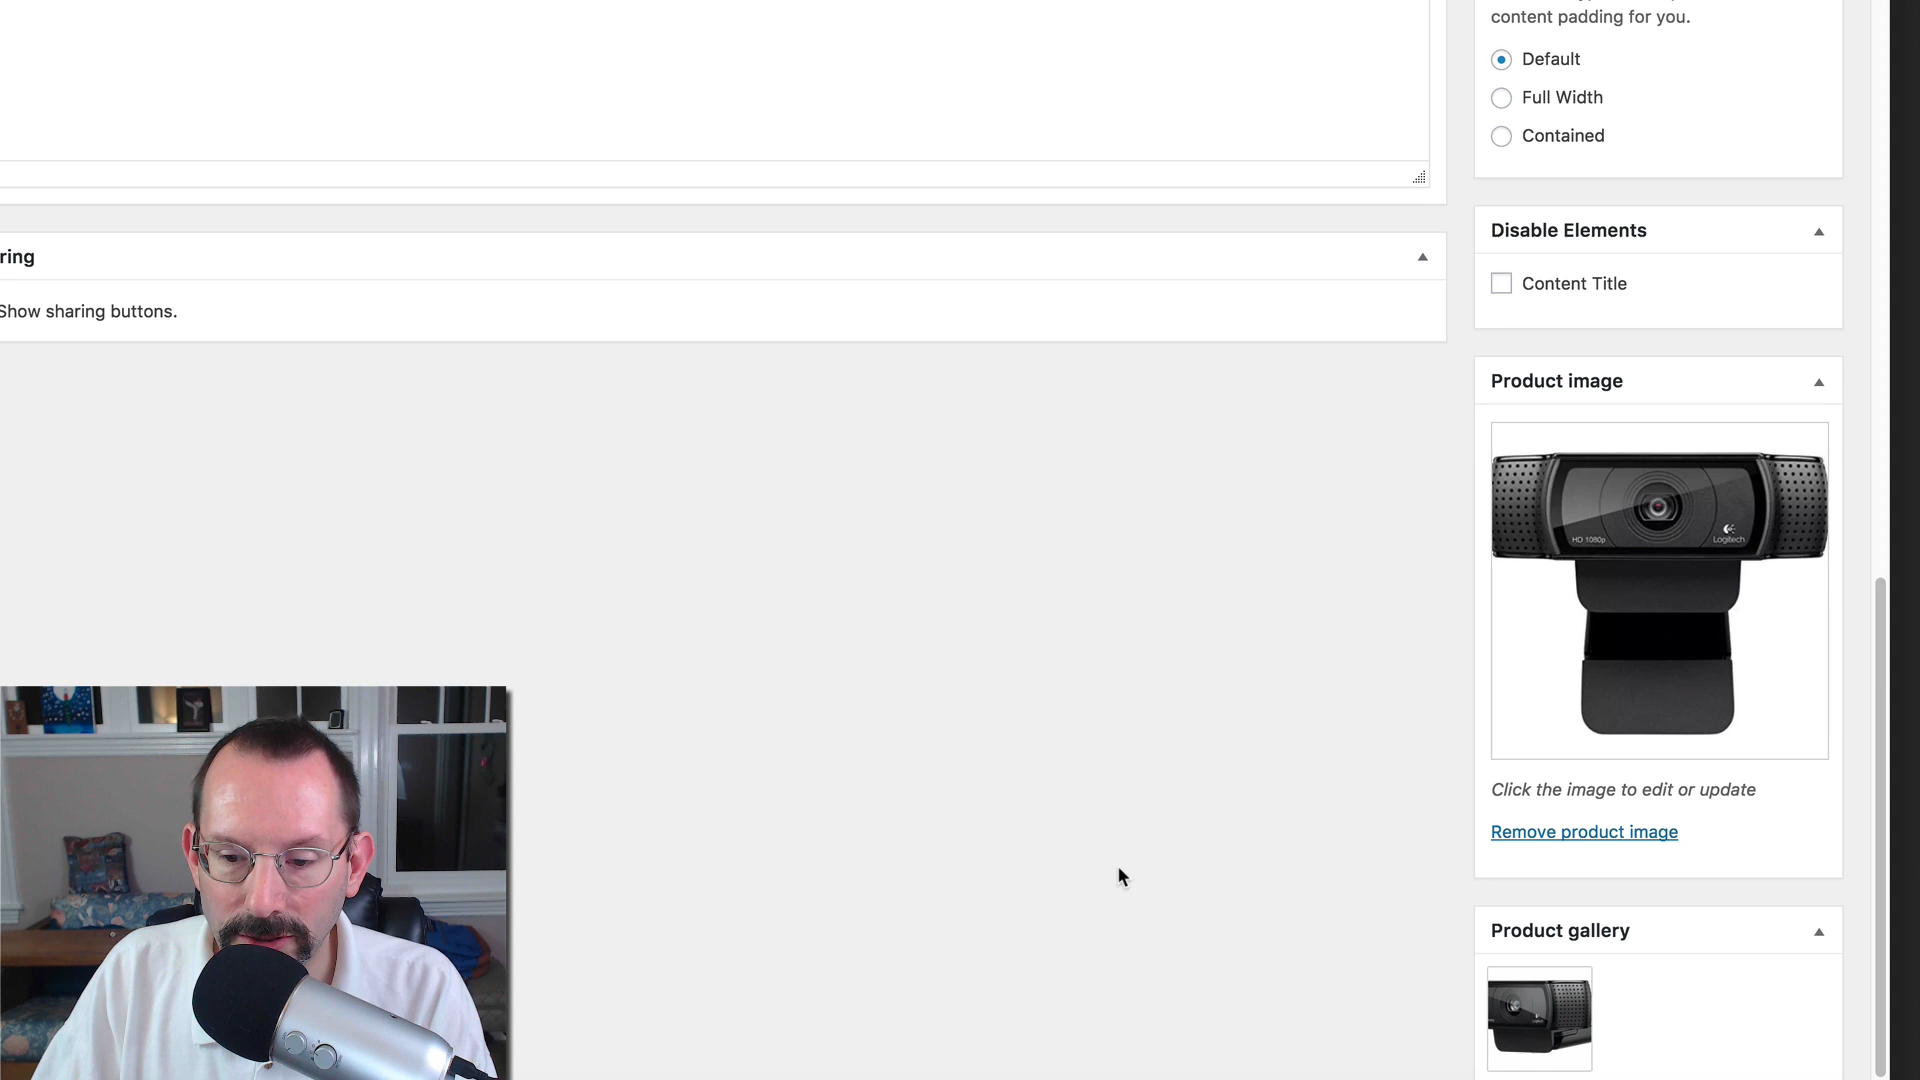 content padding for you.
Default
Full Width
Contained
Disable Elements
Content Title
ring
Show sharing buttons.
Product image
HD 1080p
Logitech
Click the image to edit or update
Remove product image
Product gallery